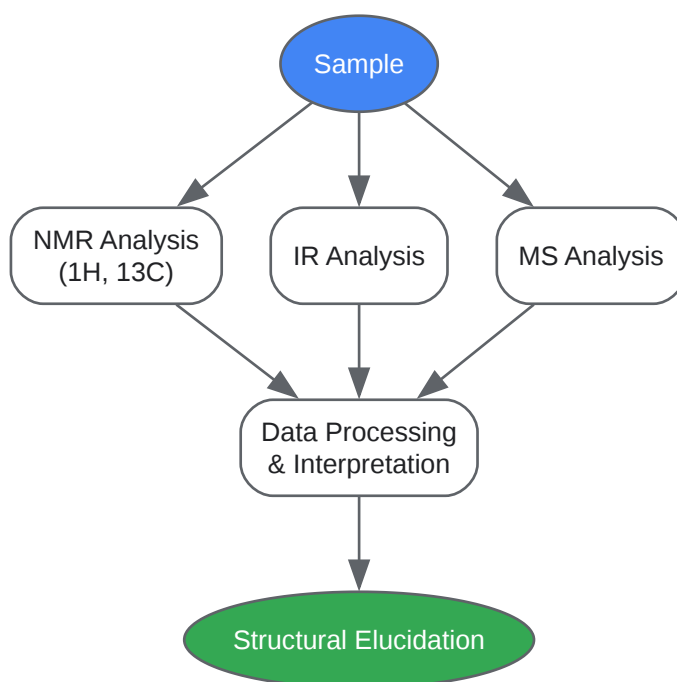 Sample
NMR Analysis
(1H, 13C)
IR Analysis
MS Analysis
Data Processing
& Interpretation
Structural Elucidation